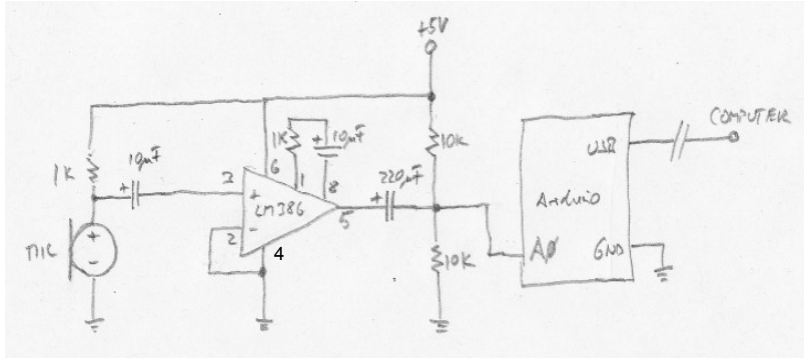 +5V
COMPUTER
1K
+
10µF
10K
USB
1K
10µF
+
220µF
3
6
1
8
+
LM386
Arduino
+
5
MIC
+
-
2
-
4
10K
AØ
GND